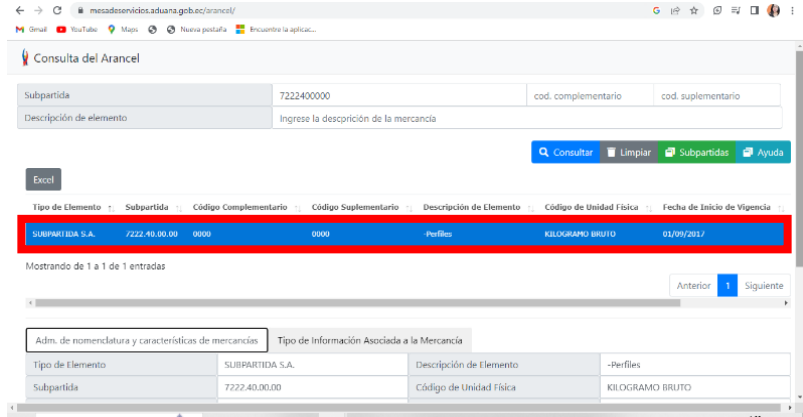 mesadeservicios.aduana.gob.ec/arancel/
Gmail YouTube Maps Nueva pestaña Encuentre la aplicac...
Consulta del Arancel
Subpartida 7222400000 cod. complementario cod. suplementario
Descripción de elemento Ingrese la descprición de la mercancía
Consultar Limpiar Subpartidas Ayuda
Excel
Tipo de Elemento Subpartida Código Complementario Código Suplementario Descripción de Elemento Código de Unidad Física Fecha de Inicio de Vigencia
SUBPARTIDA S.A. 7222.40.00.00 0000 0000 -Perfiles KILOGRAMO BRUTO 01/09/2017
Mostrando de 1 a 1 de 1 entradas
Anterior 1 Siguiente
Adm. de nomenclatura y características de mercancías Tipo de Información Asociada a la Mercancía
Tipo de Elemento SUBPARTIDA S.A. Descripción de Elemento -Perfiles
Subpartida 7222.40.00.00 Código de Unidad Física KILOGRAMO BRUTO